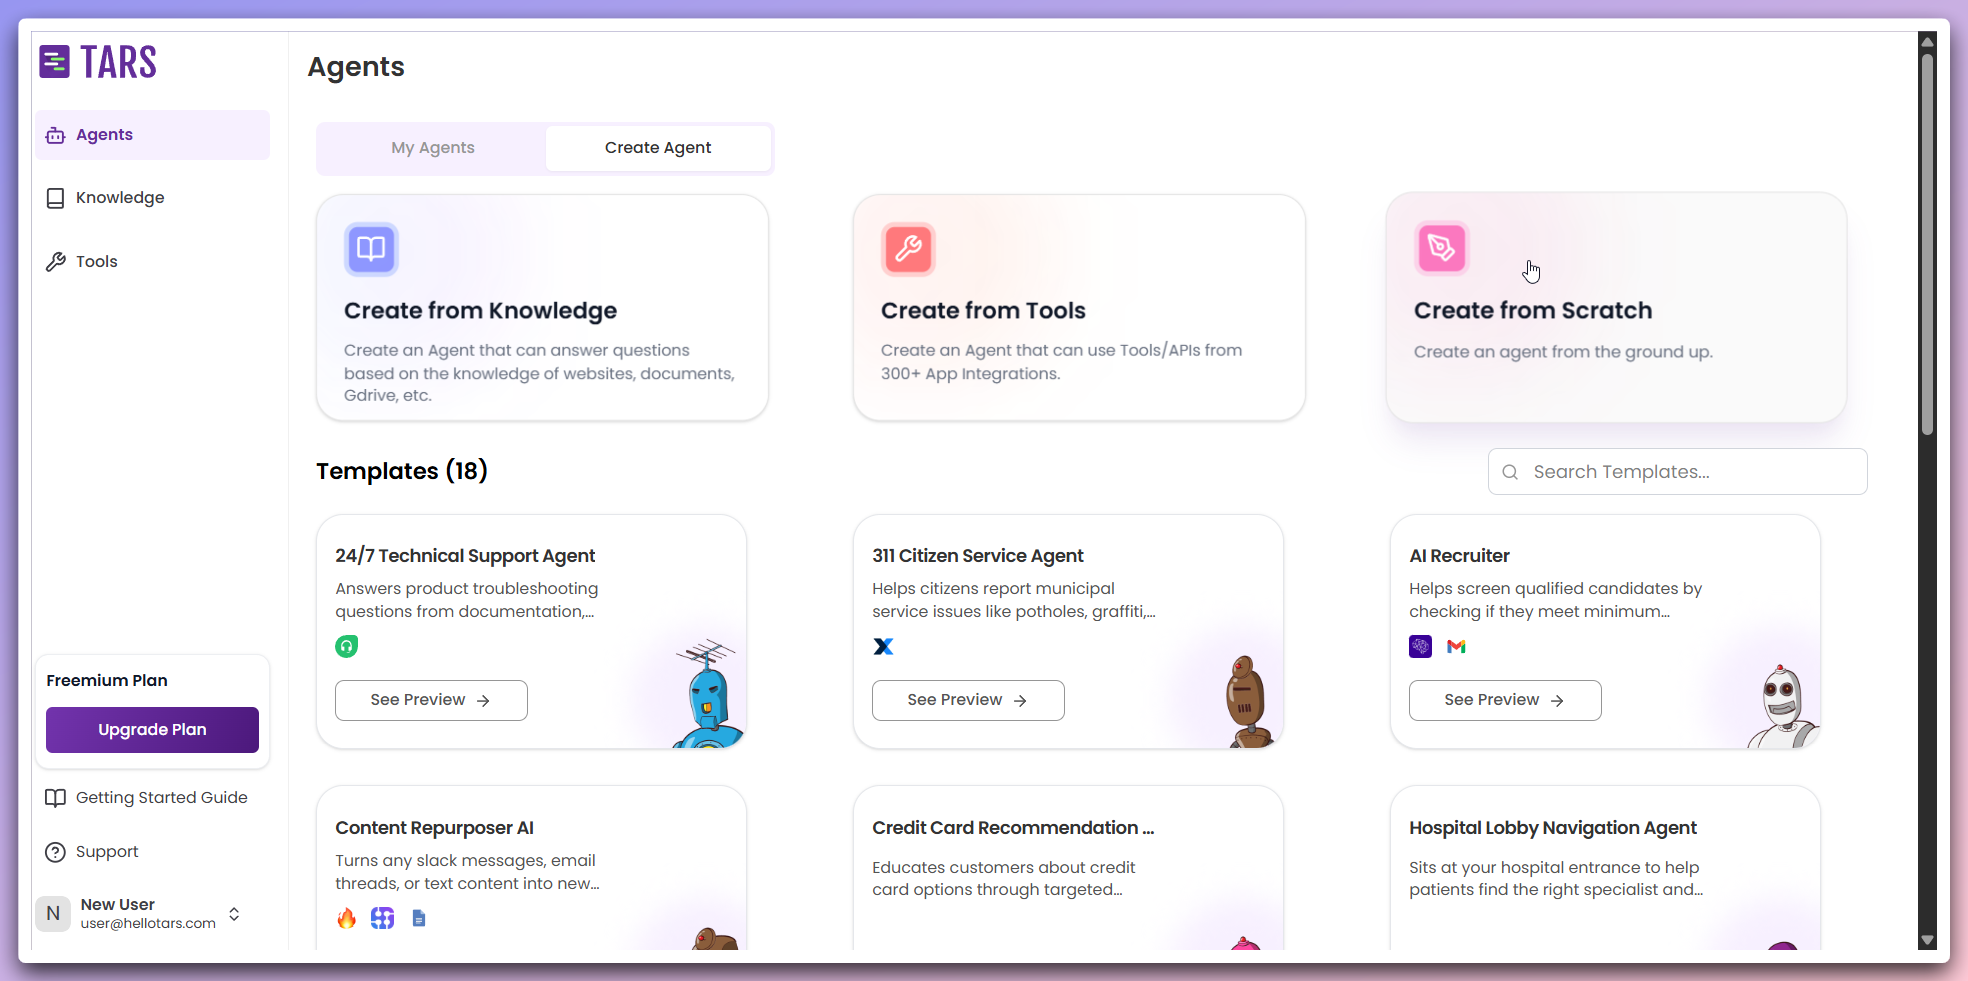 TARS
Agents
Knowledge
Tools
Freemium Plan
Upgrade Plan
Getting Started Guide
Support
N
New User
user@hellotars.com
Agents
My Agents
Create Agent
Create from Knowledge
Create an Agent that can answer questions
based on the knowledge of websites, documents,
Gdrive, etc.
Create from Tools
Create an Agent that can use Tools/APIs from
300+ App Integrations.
Create from Scratch
Create an agent from the ground up.
Templates (18)
Search Templates...
24/7 Technical Support Agent
Answers product troubleshooting
questions from documentation,...
See Preview →
311 Citizen Service Agent
Helps citizens report municipal
service issues like potholes, graffiti,...
See Preview →
AI Recruiter
Helps screen qualified candidates by
checking if they meet minimum...
See Preview →
Content Repurposer AI
Turns any slack messages, email
threads, or text content into new...
Credit Card Recommendation ...
Educates customers about credit
card options through targeted...
Hospital Lobby Navigation Agent
Sits at your hospital entrance to help
patients find the right specialist and...